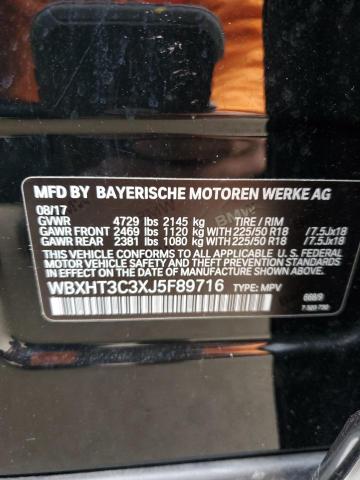 MFD BY BAYERISCHE MOTOREN WERKE AG
08/17
GVWR 4729 lbs 2145 kg TIRE / RIM
GAWR FRONT 2469 lbs 1120 kg WITH 225/50 R18 /7.5Jx18
GAWR REAR 2381 lbs 1080 kg WITH 225/50 R18 /7.5Jx18
THIS VEHICLE CONFORMS TO ALL APPLICABLE U.S. FEDERAL
MOTOR VEHICLE SAFETY, BUMPER, AND THEFT PREVENTION
STANDARDS IN EFFECT ON THE DATE OF MANUFACTURE SHOWN ABOVE.
WBXHT3C3XJ5F89716 TYPE: MPV